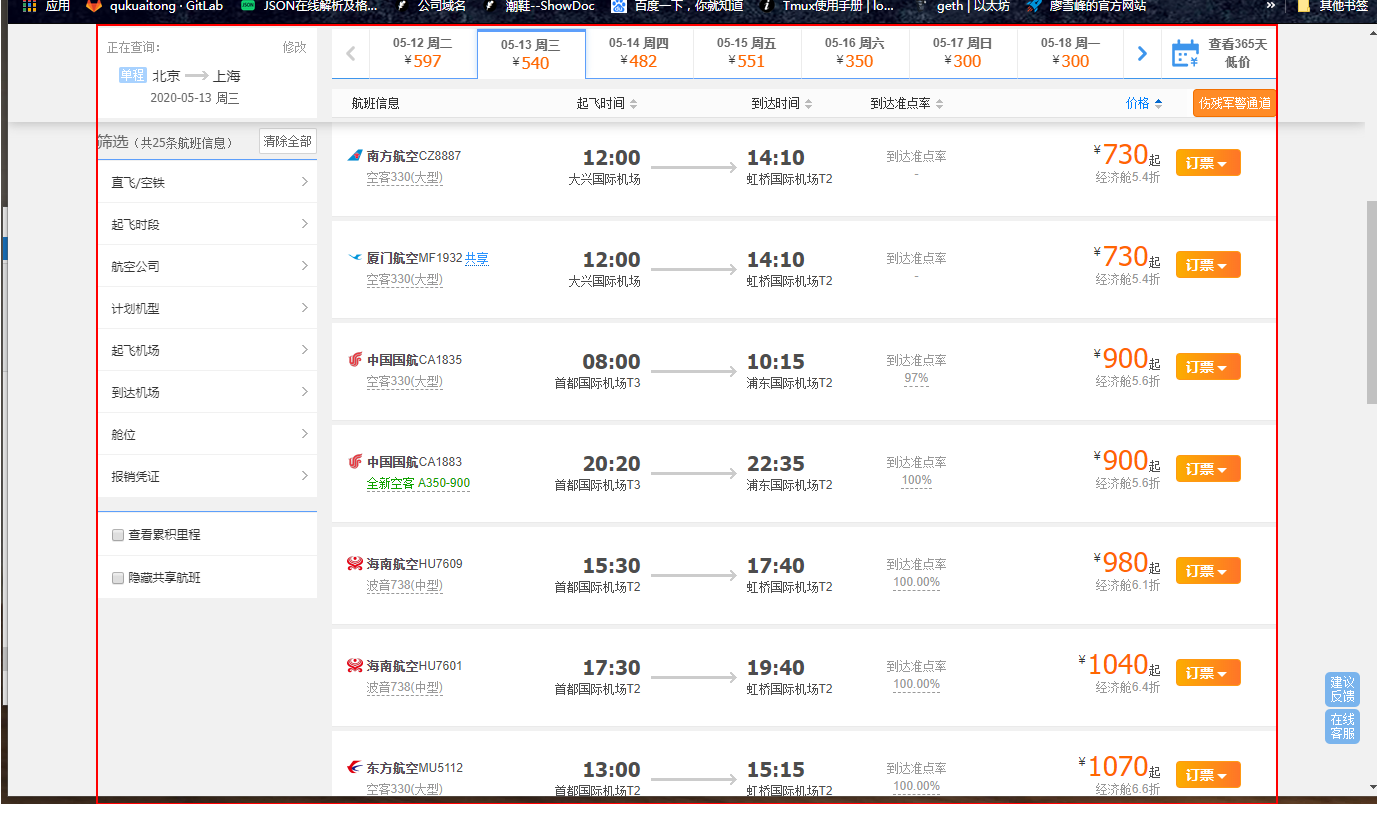 应用 qukuaitong · GitLab JSON在线解析及格... 公司域名 潮鞋--ShowDoc 百度一下，你就知道 Tmux使用手册 | lo... geth | 以太坊 廖雪峰的官方网站 » 其他书签
正在查询: 修改
单程 北京 上海
2020-05-13 周三
05-12 周二 05-13 周三 05-14 周四 05-15 周五 05-16 周六 05-17 周日 05-18 周一 查看365天
¥597 ¥540 ¥482 ¥551 ¥350 ¥300 ¥300 低价
航班信息 起飞时间 到达时间 到达准点率 价格 伤残军警通道
筛选（共25条航班信息） 清除全部
直飞/空铁
起飞时段
航空公司
计划机型
起飞机场
到达机场
舱位
报销凭证
查看累积里程
隐藏共享航班
南方航空CZ8887 12:00 14:10 到达准点率 ¥730起 订票
空客330(大型) 大兴国际机场 虹桥国际机场T2 - 经济舱5.4折
厦门航空MF1932 共享 12:00 14:10 到达准点率 ¥730起 订票
空客330(大型) 大兴国际机场 虹桥国际机场T2 - 经济舱5.4折
中国国航CA1835 08:00 10:15 到达准点率 ¥900起 订票
空客330(大型) 首都国际机场T3 浦东国际机场T2 97% 经济舱5.6折
中国国航CA1883 20:20 22:35 到达准点率 ¥900起 订票
全新空客 A350-900 首都国际机场T3 浦东国际机场T2 100% 经济舱5.6折
海南航空HU7609 15:30 17:40 到达准点率 ¥980起 订票
波音738(中型) 首都国际机场T2 虹桥国际机场T2 100.00% 经济舱6.1折
海南航空HU7601 17:30 19:40 到达准点率 ¥1040起 订票
波音738(中型) 首都国际机场T2 虹桥国际机场T2 100.00% 经济舱6.4折
东方航空MU5112 13:00 15:15 到达准点率 ¥1070起 订票
空客330(大型) 首都国际机场T2 虹桥国际机场T2 100.00% 经济舱6.6折
建议
反馈
在线
客服